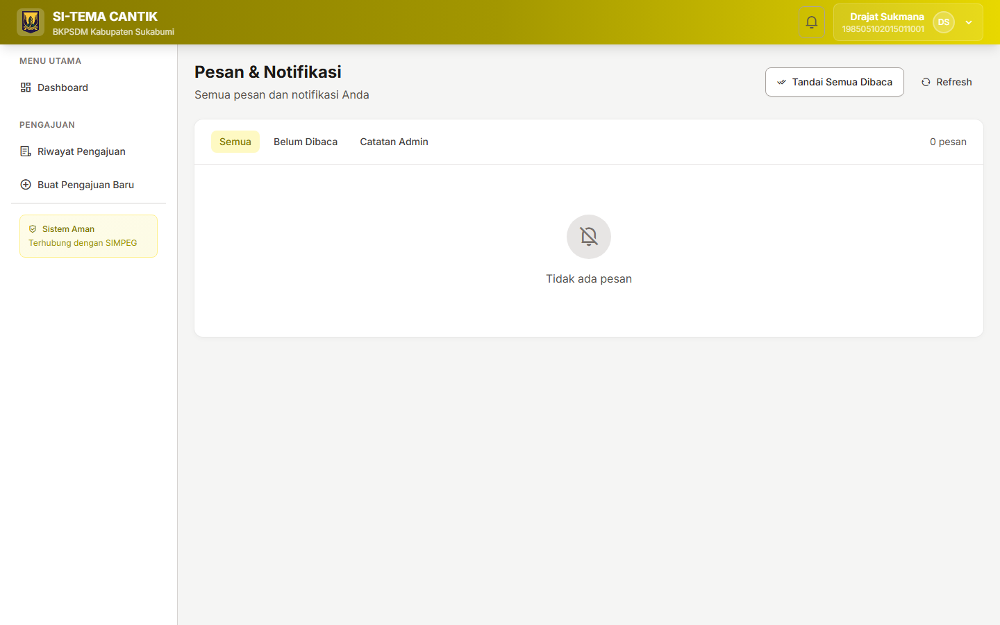 SI-TEMA CANTIK
BKPSDM Kabupaten Sukabumi
Drajat Sukmana
198505102015011001
DS
MENU UTAMA
Dashboard
PENGAJUAN
Riwayat Pengajuan
Buat Pengajuan Baru
Sistem Aman
Terhubung dengan SIMPEG
Pesan & Notifikasi
Semua pesan dan notifikasi Anda
Tandai Semua Dibaca
Refresh
Semua
Belum Dibaca
Catatan Admin
0 pesan
Tidak ada pesan